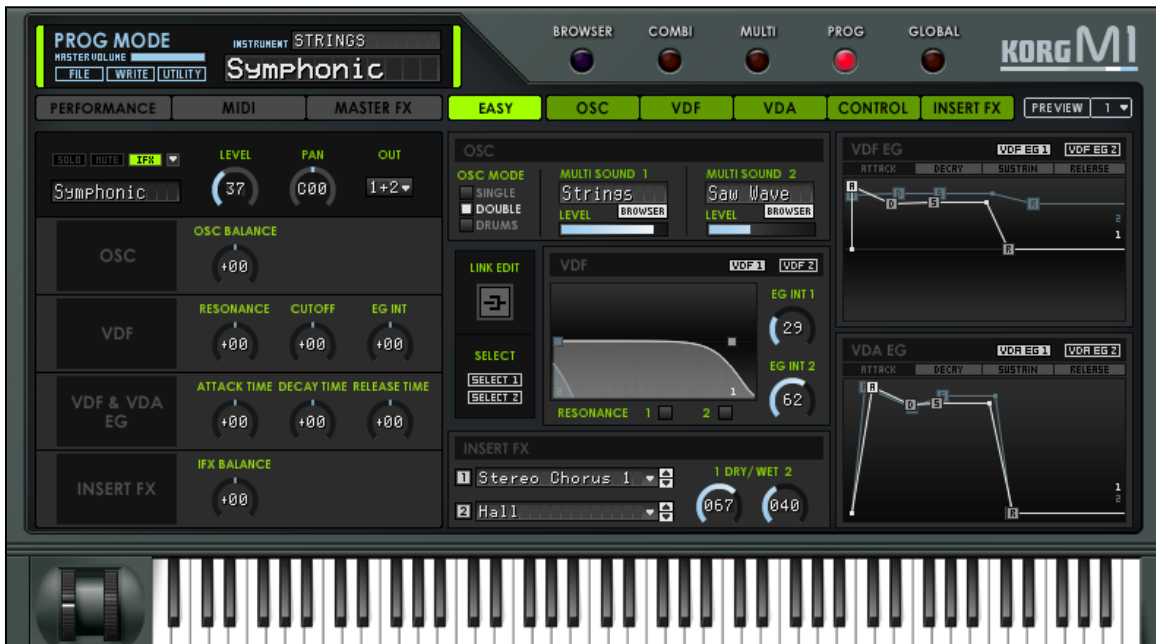 PROG MODE
INSTRUMENT STRINGS
MASTER VOLUME
Symphonic
FILE WRITE UTILITY
BROWSER COMBI MULTI PROG GLOBAL
KORG M1
PERFORMANCE MIDI MASTER FX EASY OSC VDF VDA CONTROL INSERT FX PREVIEW 1
SOLO MUTE IFX
LEVEL PAN OUT
Symphonic 37 C00 1+2
OSC
OSC BALANCE
+00
VDF
RESONANCE CUTOFF EG INT
+00 +00 +00
VDF & VDA
EG
ATTACK TIME DECAY TIME RELEASE TIME
+00 +00 +00
INSERT FX
IFX BALANCE
+00
OSC
OSC MODE
SINGLE
DOUBLE
DRUMS
MULTI SOUND 1
Strings
LEVEL BROWSER
MULTI SOUND 2
Saw Wave
LEVEL BROWSER
LINK EDIT
SELECT
SELECT 1
SELECT 2
VDF VDF 1 VDF 2
2 1
RESONANCE 1 2
EG INT 1
29
EG INT 2
62
INSERT FX
1 Stereo Chorus 1
2 Hall
1 DRY/WET 2
067 040
VDF EG VDF EG 1 VDF EG 2
ATTACK DECAY SUSTAIN RELEASE
A D S R
D S R
2
1
VDA EG VDA EG 1 VDA EG 2
ATTACK DECAY SUSTAIN RELEASE
A D S R
1
2